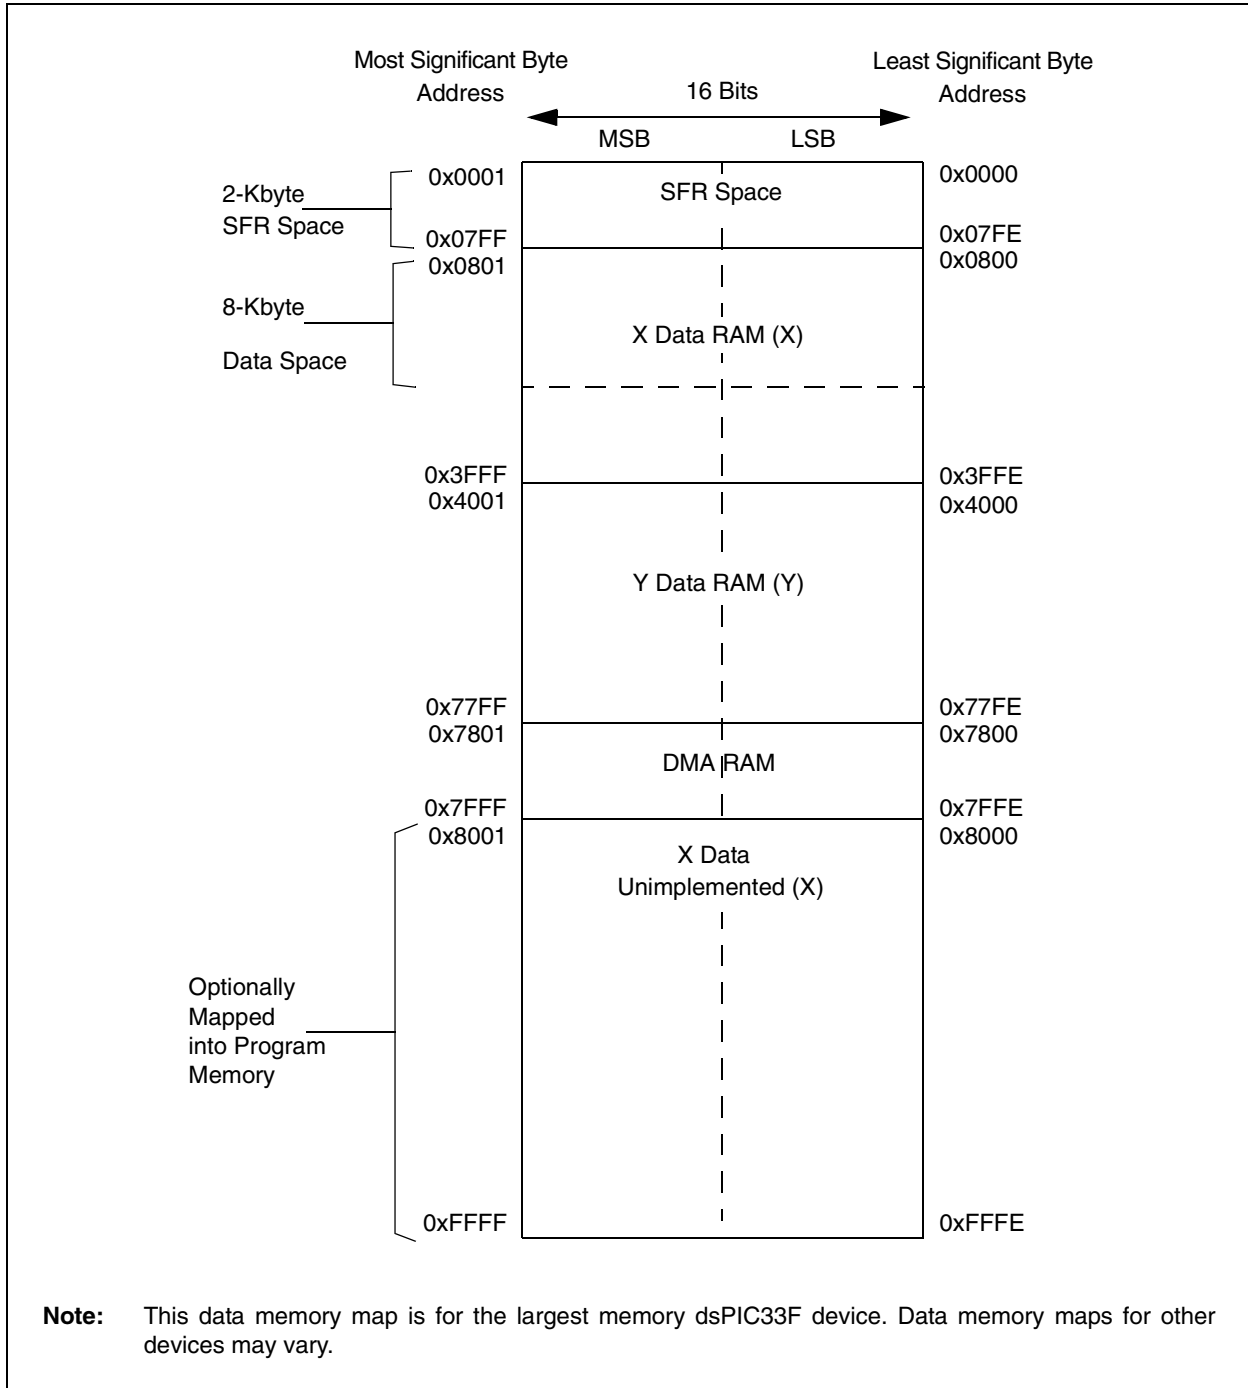 Most Significant Byte
Address
16 Bits
Least Significant Byte
Address
MSB
LSB
0x0001
SFR Space
0x0000
2-Kbyte
SFR Space
0x07FF
0x07FE
0x0801
0x0800
8-Kbyte
Data Space
X Data RAM (X)
0x3FFF
0x3FFE
0x4001
0x4000
Y Data RAM (Y)
0x77FF
0x77FE
0x7801
0x7800
DMA RAM
0x7FFF
0x7FFE
0x8001
0x8000
X Data
Unimplemented (X)
Optionally
Mapped
into Program
Memory
0xFFFF
0xFFFE
Note: This data memory map is for the largest memory dsPIC33F device. Data memory maps for other
devices may vary.